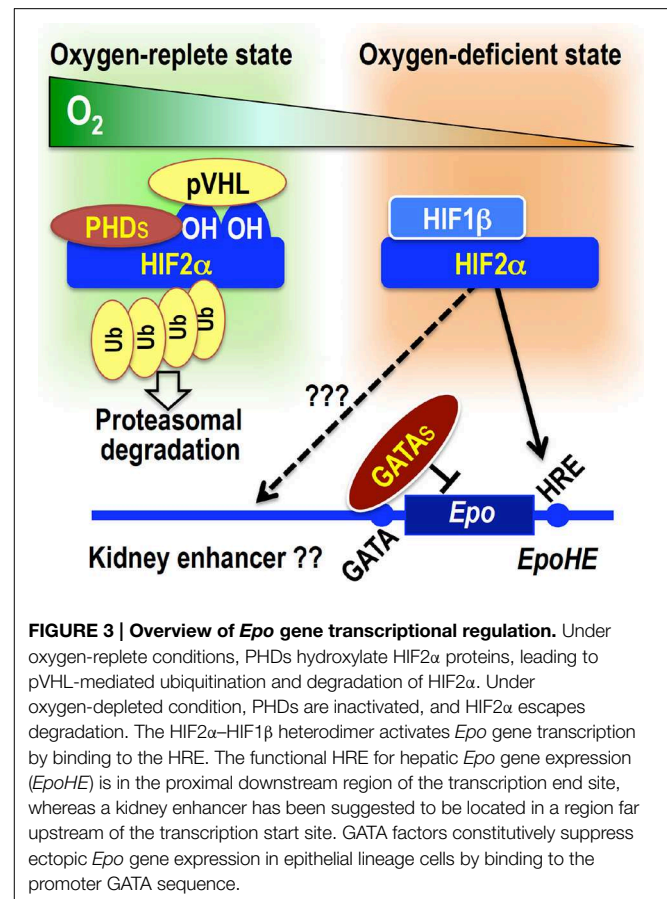 Oxygen-replete state
Oxygen-deficient state
O2
pVHL
PHDs
OH OH
HIF2α
HIF1β
HIF2α
Ub
Ub
Ub
Ub
Proteasomal
degradation
???
GATAs
HRE
Epo
Kidney enhancer ??
GATA
EpoHE
FIGURE 3 | Overview of Epo gene transcriptional regulation. Under
oxygen-replete conditions, PHDs hydroxylate HIF2α proteins, leading to
pVHL-mediated ubiquitination and degradation of HIF2α. Under
oxygen-depleted condition, PHDs are inactivated, and HIF2α escapes
degradation. The HIF2α–HIF1β heterodimer activates Epo gene transcription
by binding to the HRE. The functional HRE for hepatic Epo gene expression
(EpoHE) is in the proximal downstream region of the transcription end site,
whereas a kidney enhancer has been suggested to be located in a region far
upstream of the transcription start site. GATA factors constitutively suppress
ectopic Epo gene expression in epithelial lineage cells by binding to the
promoter GATA sequence.